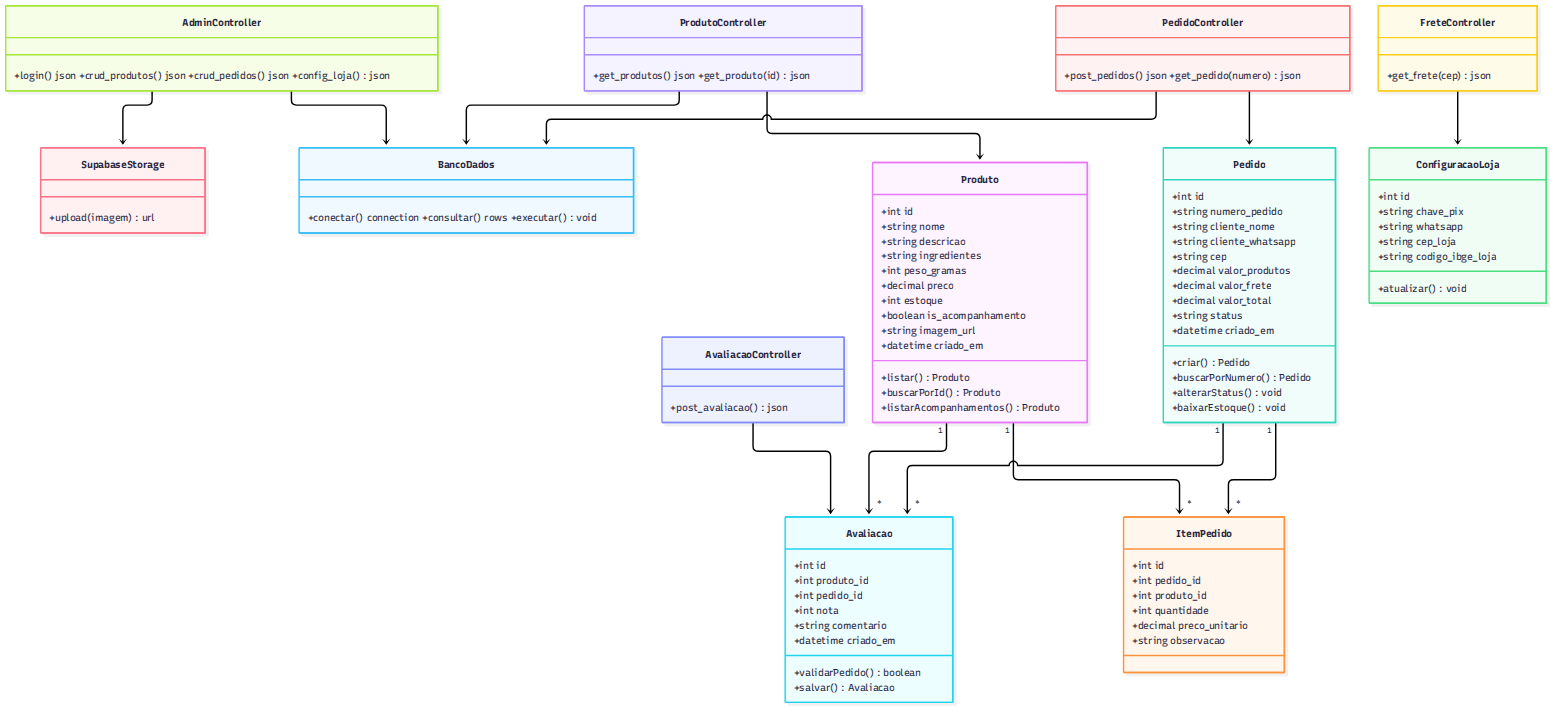 AdminController
+login() json +crud_produtos() json +crud_pedidos() json +config_loja() : json
ProdutoController
+get_produtos() json +get_produto(id) : json
PedidoController
+post_pedidos() json +get_pedido(numero) : json
FreteController
+get_frete(cep) : json
SupabaseStorage
+upload(imagem) : url
BancoDados
+conectar() connection +consultar() rows +executar() : void
Produto
+int id
+string nome
+string descricao
+string ingredientes
+int peso_gramas
+decimal preco
+int estoque
+boolean is_acompanhamento
+string imagem_url
+datetime criado_em
+listar() : Produto
+buscarPorId() : Produto
+listarAcompanhamentos() : Produto
Pedido
+int id
+string numero_pedido
+string cliente_nome
+string cliente_whatsapp
+string cep
+decimal valor_produtos
+decimal valor_frete
+decimal valor_total
+string status
+datetime criado_em
+criar() : Pedido
+buscarPorNumero() : Pedido
+alterarStatus() : void
+baixarEstoque() : void
ConfiguracaoLoja
+int id
+string chave_pix
+string whatsapp
+string cep_loja
+string codigo_ibge_loja
+atualizar() : void
AvaliacaoController
+post_avaliacao() : json
1
1
1
1
*
*
*
*
Avaliacao
+int id
+int produto_id
+int pedido_id
+int nota
+string comentario
+datetime criado_em
+validarPedido() : boolean
+salvar() : Avaliacao
ItemPedido
+int id
+int pedido_id
+int produto_id
+int quantidade
+decimal preco_unitario
+string observacao